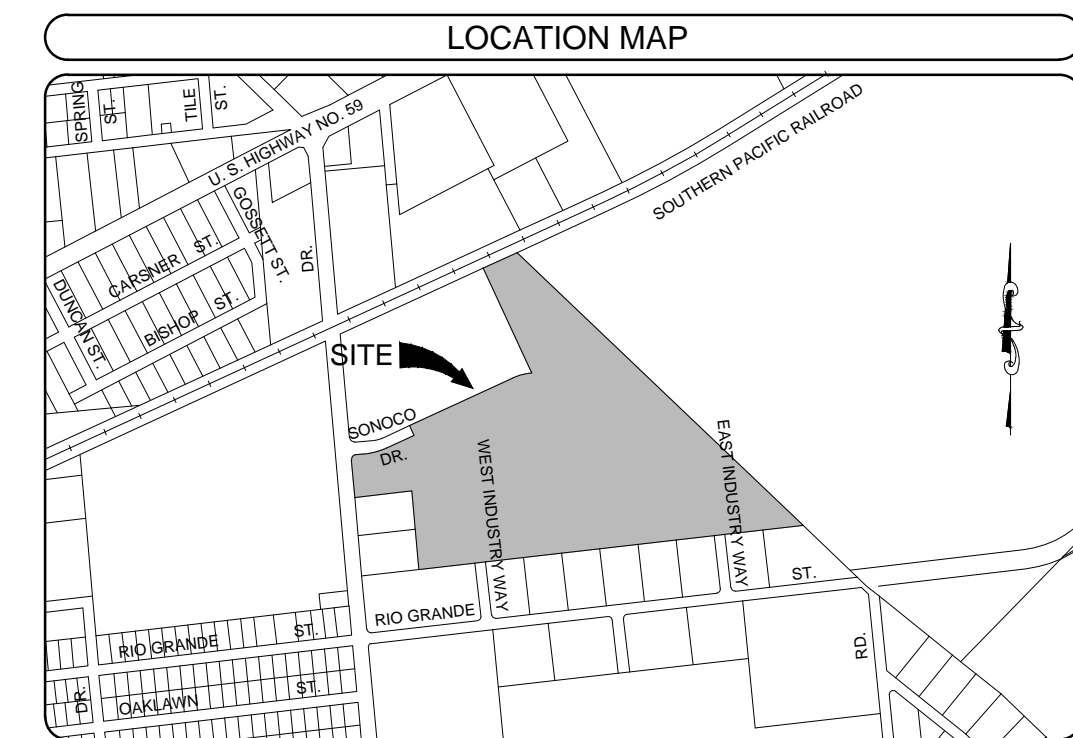 LOCATION MAP
SPRING
ST.
TILE
ST.
U. S. HIGHWAY NO. 59
SOUTHERN PACIFIC RAILROAD
GOSSETT ST.
DR.
CARSNER ST.
DUNCAN ST.
BISHOP ST.
SITE
SONOCO
DR.
WEST INDUSTRY WAY
EAST INDUSTRY WAY
ST.
RIO GRANDE
RIO GRANDE ST.
RD.
DR.
OAKLAWN ST.